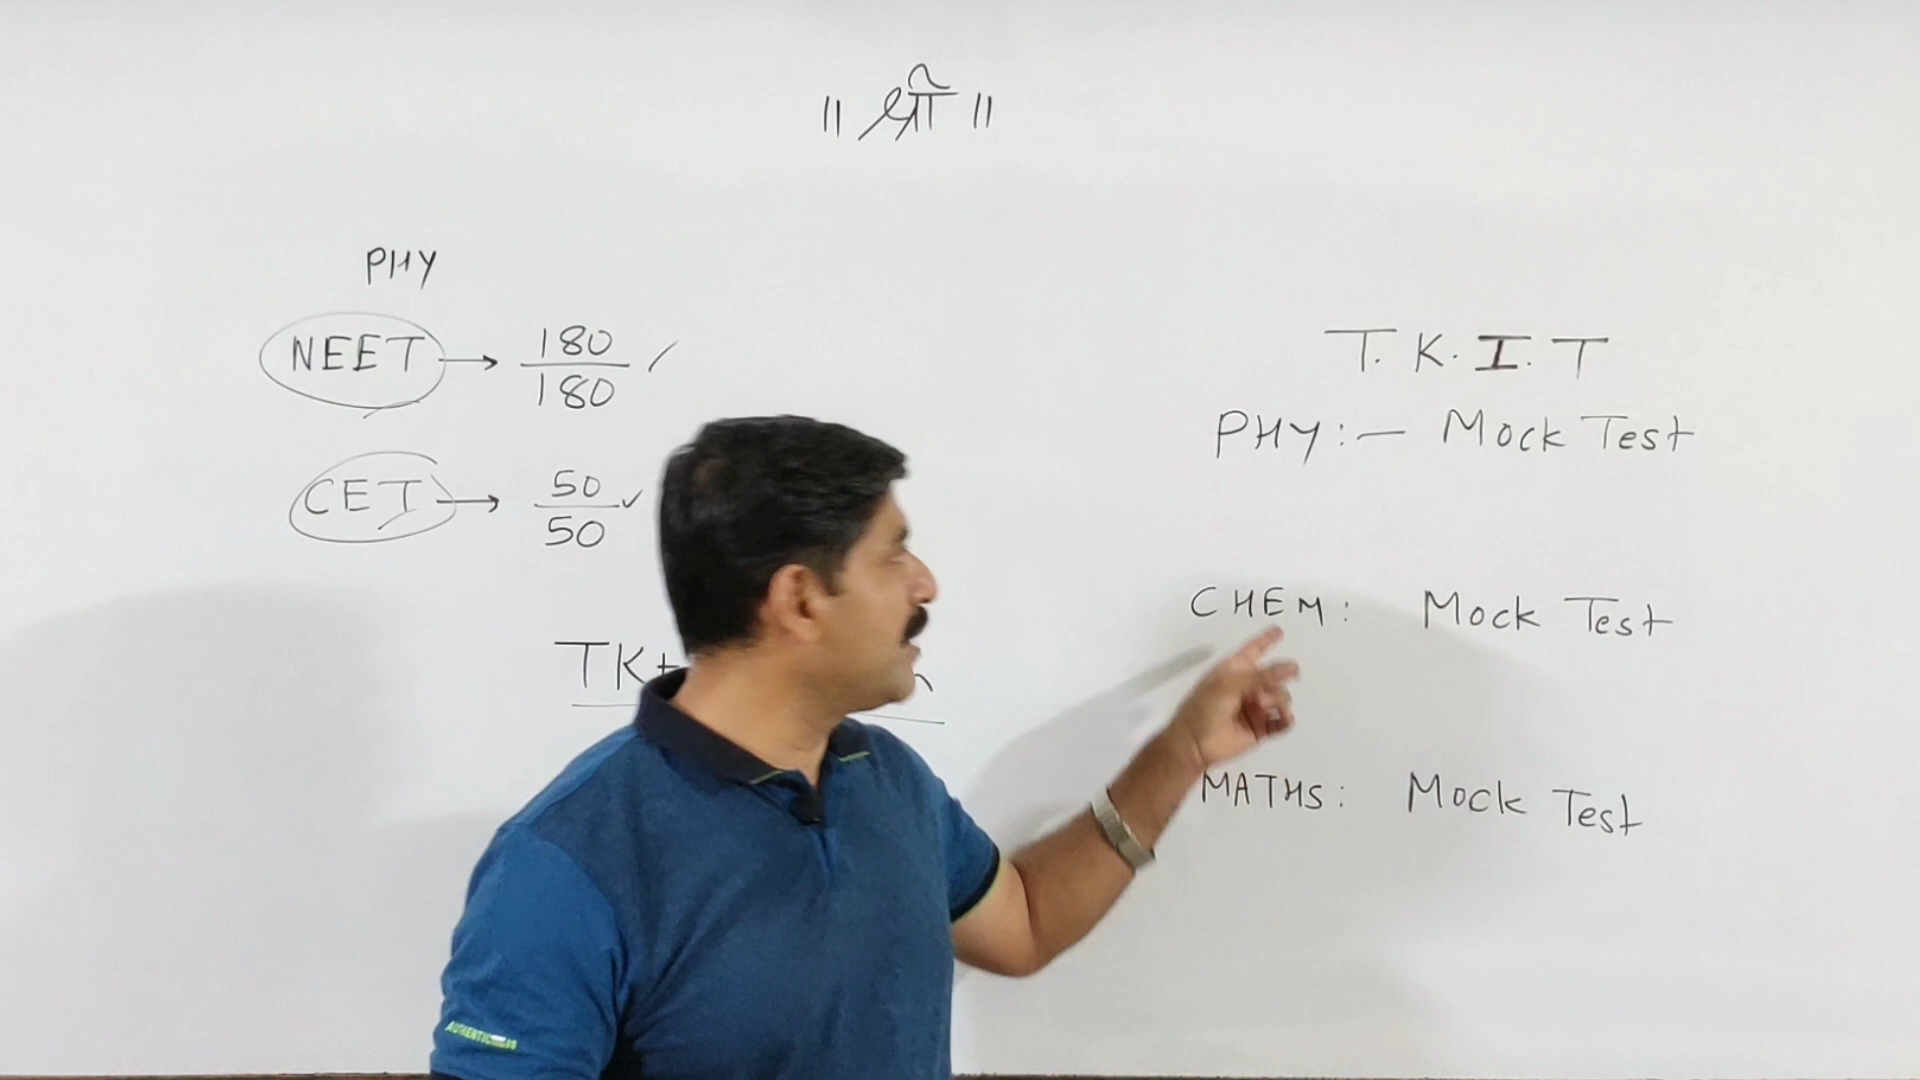 ॥ श्री ॥
PHY
NEET → 180/180 ✓
CET → 50/50 ✓
T.K.I.T
PHY:- Mock Test
CHEM: Mock Test
MATHS: Mock Test